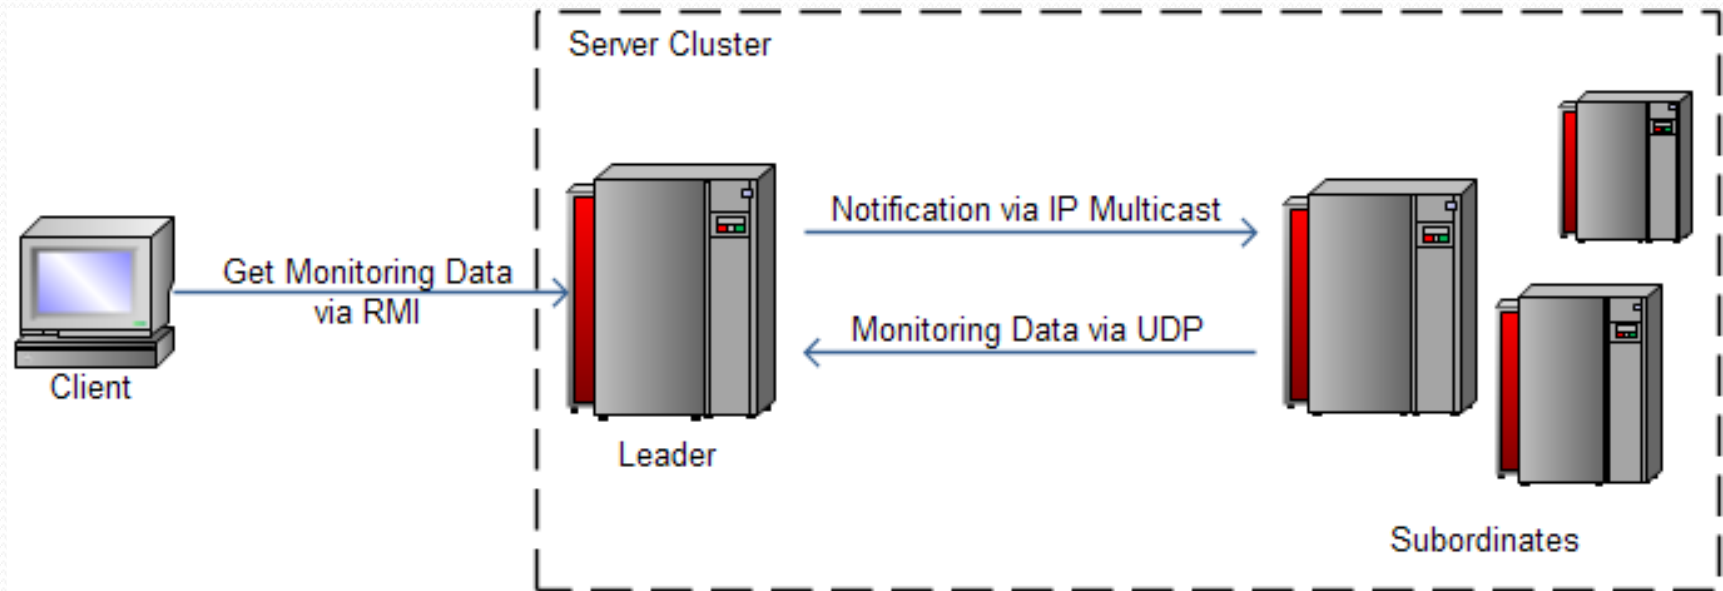 Server Cluster
Notification via IP Multicast
Get Monitoring Data
via RMI
Monitoring Data via UDP
Client
Leader
Subordinates